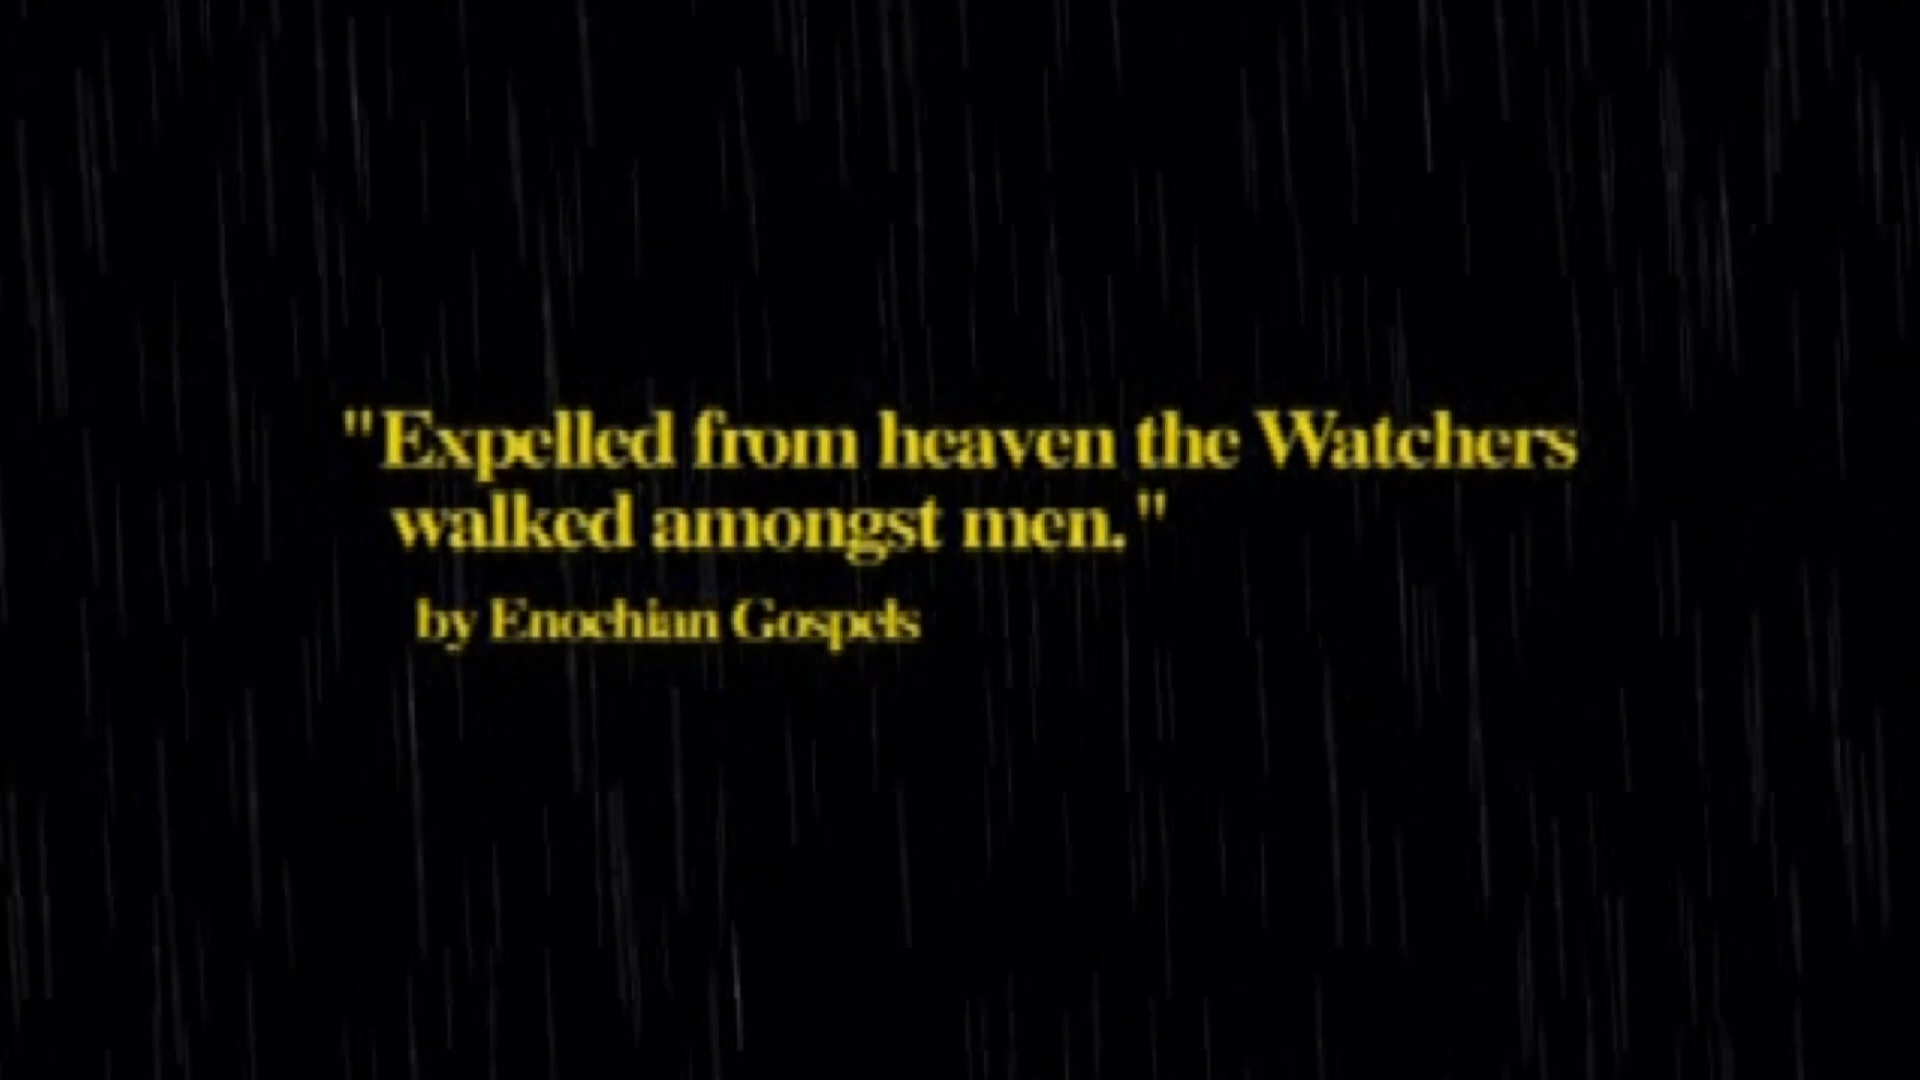 "Expelled from heaven the Watchers
walked amongst men."
by Enochian Gospels